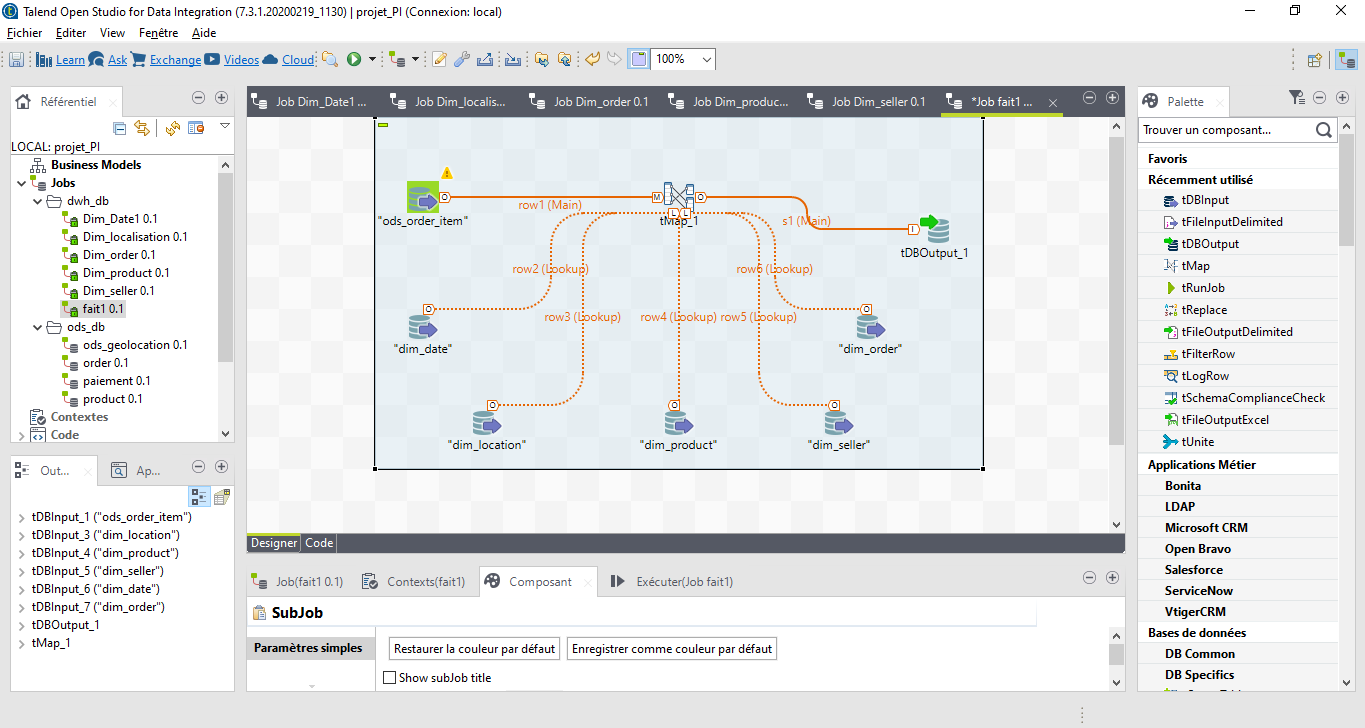 Talend Open Studio for Data Integration (7.3.1.20200219_1130) | projet_PI (Connexion: local)
Fichier Editer View Fenêtre Aide
Learn Ask Exchange Videos Cloud 100%
Référentiel
LOCAL: projet_PI
Business Models
Jobs
dwh_db
Dim_Date1 0.1
Dim_localisation 0.1
Dim_order 0.1
Dim_product 0.1
Dim_seller 0.1
fait1 0.1
ods_db
ods_geolocation 0.1
order 0.1
paiement 0.1
product 0.1
Contextes
Code
Out... Ap...
tDBInput_1 ("ods_order_item")
tDBInput_3 ("dim_location")
tDBInput_4 ("dim_product")
tDBInput_5 ("dim_seller")
tDBInput_6 ("dim_date")
tDBInput_7 ("dim_order")
tDBOutput_1
tMap_1
Job Dim_Date1 ... Job Dim_localis... Job Dim_order 0.1 Job Dim_produc... Job Dim_seller 0.1 *Job fait1 ...
O M O
row1 (Main)
L L
"ods_order_item" tMap_1 s1 (Main)
I
tDBOutput_1
row2 (Lookup) row6 (Lookup)
O O
row3 (Lookup) row4 (Lookup) row5 (Lookup)
"dim_date" "dim_order"
O O O
"dim_location" "dim_product" "dim_seller"
Designer Code
Job(fait1 0.1) Contexts(fait1) Composant Exécuter(Job fait1)
SubJob
Paramètres simples Restaurer la couleur par défaut Enregistrer comme couleur par défaut
Show subJob title
Palette
Trouver un composant...
Favoris
Récemment utilisé
tDBInput
tFileInputDelimited
tDBOutput
tMap
tRunJob
tReplace
tFileOutputDelimited
tFilterRow
tLogRow
tSchemaComplianceCheck
tFileOutputExcel
tUnite
Applications Métier
Bonita
LDAP
Microsoft CRM
Open Bravo
Salesforce
ServiceNow
VtigerCRM
Bases de données
DB Common
DB Specifics